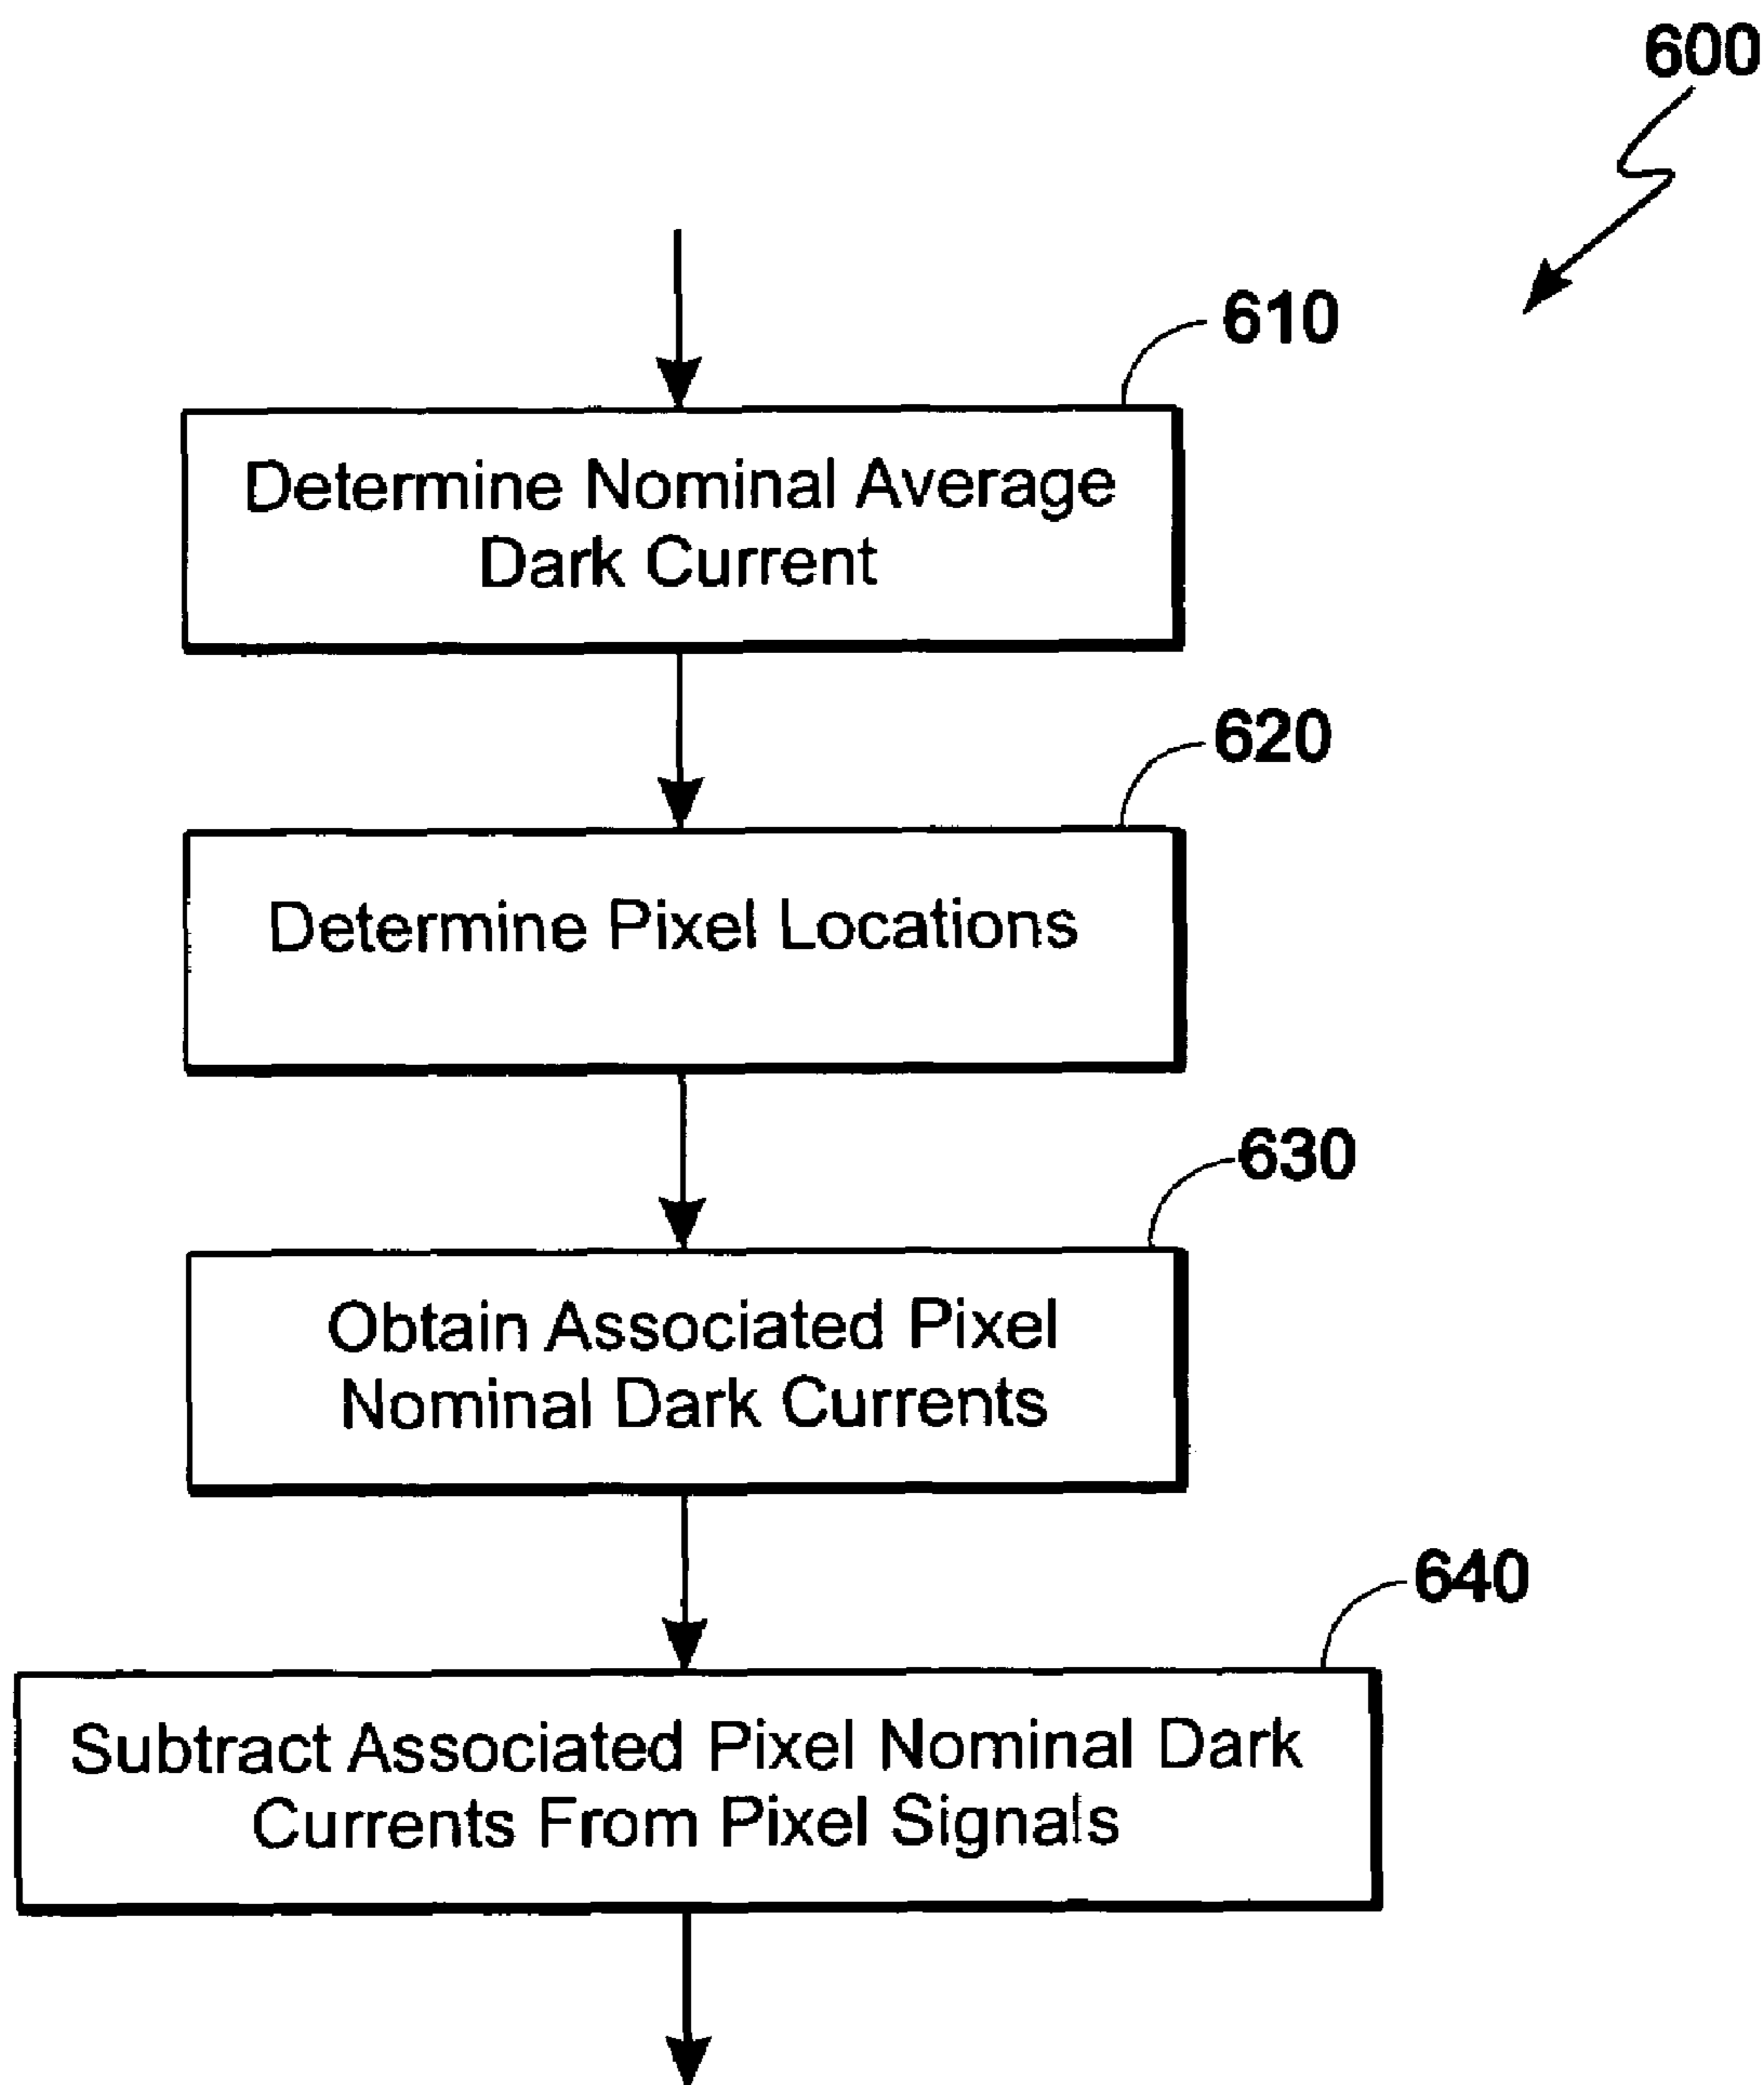 600
610
Determine Nominal Average
Dark Current
620
Determine Pixel Locations
630
Obtain Associated Pixel
Nominal Dark Currents
640
Subtract Associated Pixel Nominal Dark
Currents From Pixel Signals